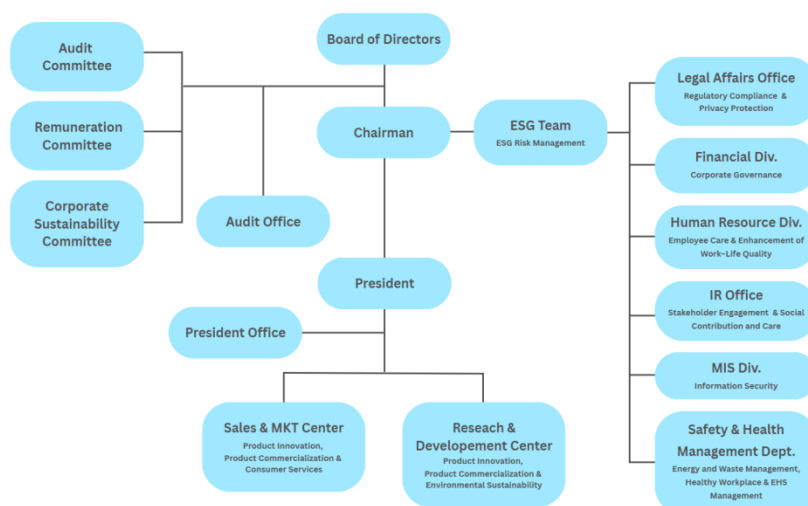 Board of Directors
Audit
Committee
Remuneration
Committee
Corporate
Sustainability
Committee
Audit Office
Chairman
ESG Team
ESG Risk Management
Legal Affairs Office
Regulatory Compliance &
Privacy Protection
Financial Div.
Corporate Governance
Human Resource Div.
Employee Care & Enhancement of
Work-Life Quality
IR Office
Stakeholder Engagement & Social
Contribution and Care
MIS Div.
Information Security
Safety & Health
Management Dept.
Energy and Waste Management,
Healthy Workplace & EHS
Management
President
President Office
Sales & MKT Center
Product Innovation,
Product Commercialization &
Consumer Services
Reseach &
Developement Center
Product Innovation,
Product Commercialization &
Environmental Sustainability